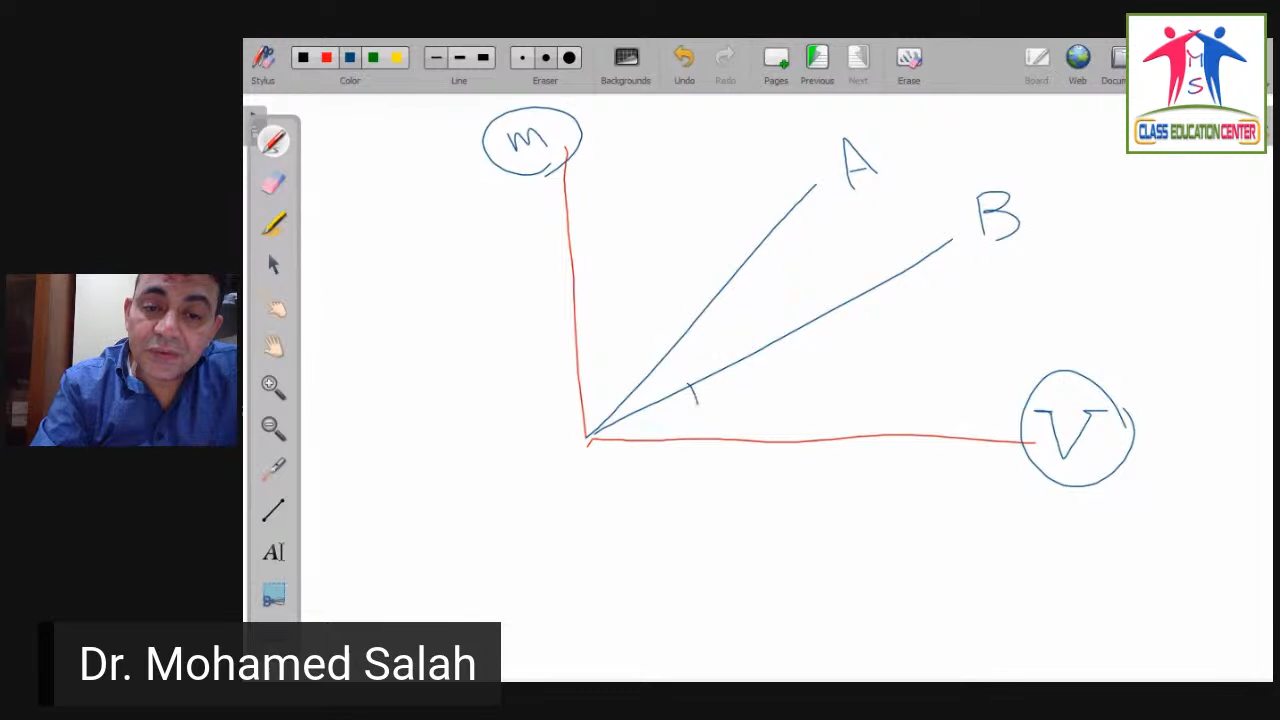 Stylus
Color
Line
Eraser
Backgrounds
Undo
Redo
Pages
Previous
Next
Erase
Board
Web
M
S
CLASS EDUCATION CENTER
m
A
B
V
AI
Dr. Mohamed Salah